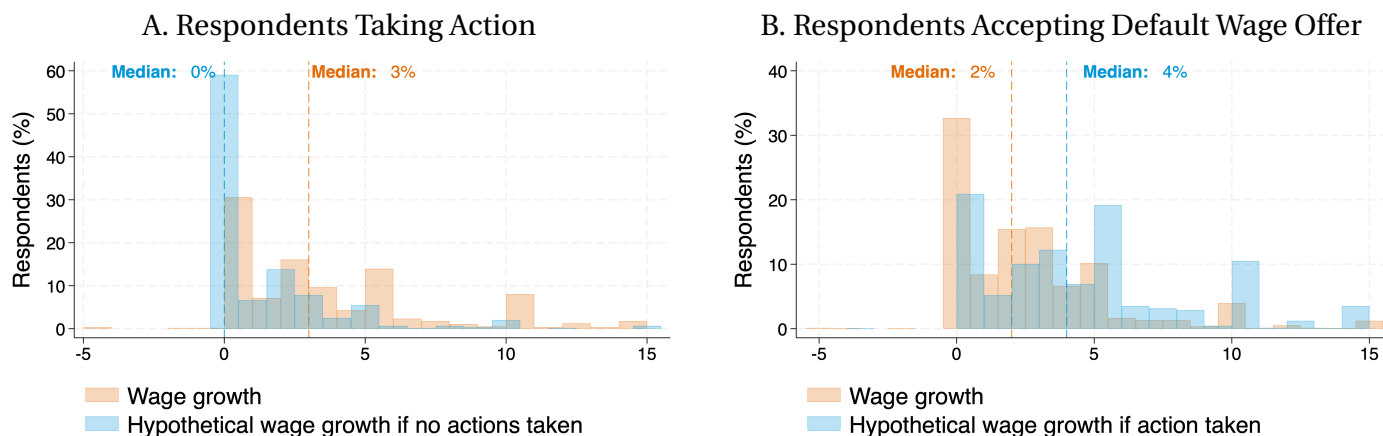 A. Respondents Taking Action
Median: 0%
Median: 3%
Respondents (%)
60
50
40
30
20
10
0
-5
0
5
10
15
Wage growth
Hypothetical wage growth if no actions taken
B. Respondents Accepting Default Wage Offer
Median: 2%
Median: 4%
Respondents (%)
40
30
20
10
0
-5
0
5
10
15
Wage growth
Hypothetical wage growth if action taken